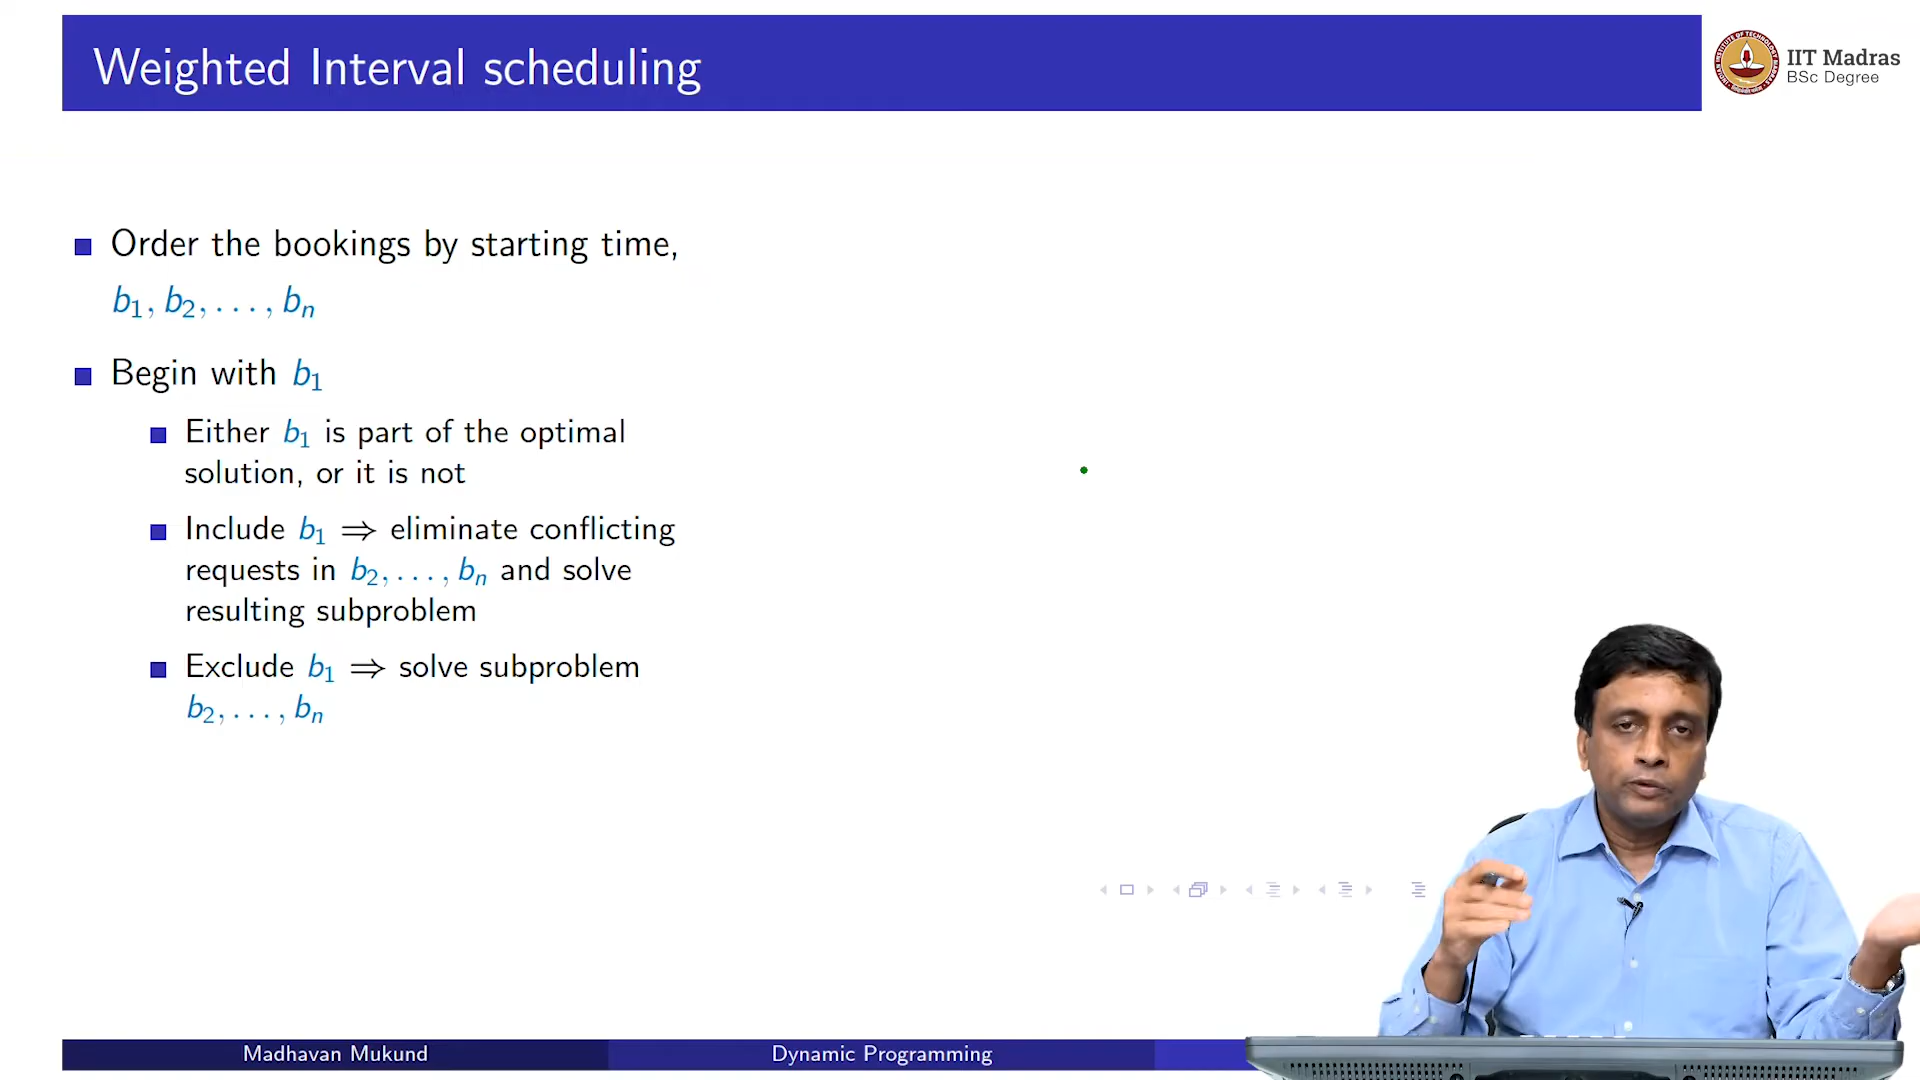 Weighted Interval scheduling
IIT Madras
BSc Degree
Order the bookings by starting time,
b₁, b₂, . . . , bₙ
Begin with b₁
Either b₁ is part of the optimal
solution, or it is not
Include b₁ ⇒ eliminate conflicting
requests in b₂, . . . , bₙ and solve
resulting subproblem
Exclude b₁ ⇒ solve subproblem
b₂, . . . , bₙ
Madhavan Mukund
Dynamic Programming